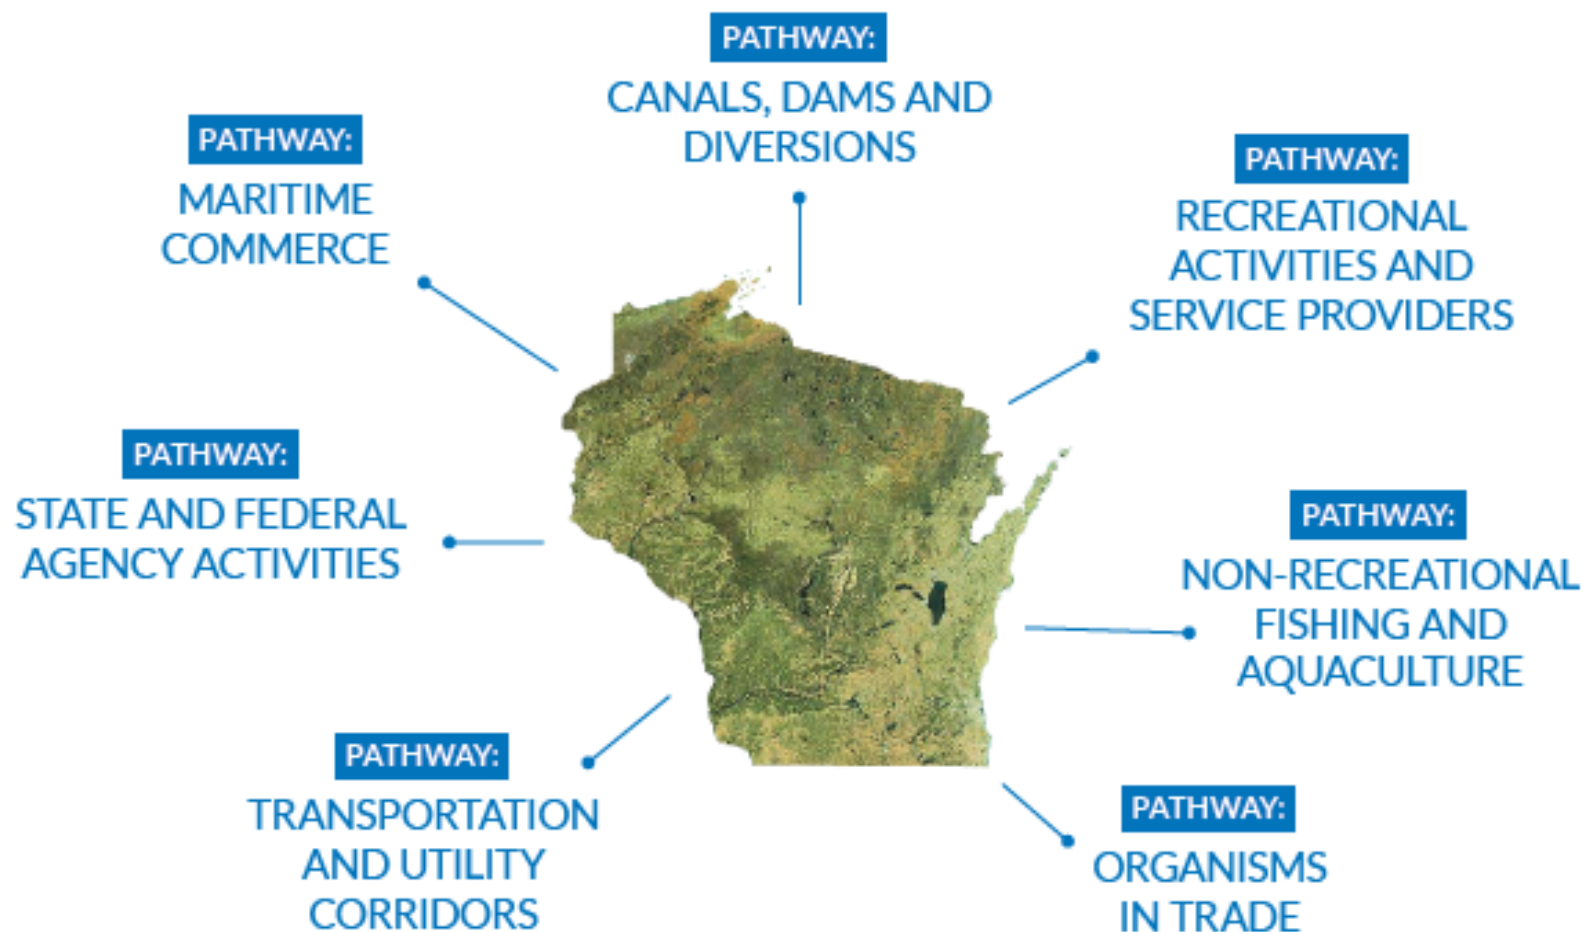 PATHWAY:
CANALS, DAMS AND
DIVERSIONS
PATHWAY:
MARITIME
COMMERCE
PATHWAY:
RECREATIONAL
ACTIVITIES AND
SERVICE PROVIDERS
PATHWAY:
STATE AND FEDERAL
AGENCY ACTIVITIES
PATHWAY:
NON-RECREATIONAL
FISHING AND
AQUACULTURE
PATHWAY:
TRANSPORTATION
AND UTILITY
CORRIDORS
PATHWAY:
ORGANISMS
IN TRADE